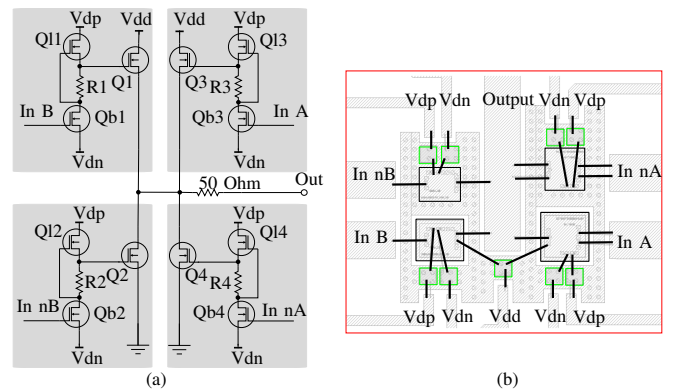 Vdp Vdd Vdd Vdp
Ql1 Ql3
R1 Q1 Q3 R3
In B Qb1 Qb3 In A
Vdn Vdn
50 Ohm Out
Vdp Vdp
Ql2 Ql4
R2 Q2 Q4 R4
In nB Qb2 Qb4 In nA
Vdn Vdn
(a)
Vdp Vdn Output Vdn Vdp
In nB In nA
In B In A
Vdp Vdn Vdd Vdn Vdp
(b)